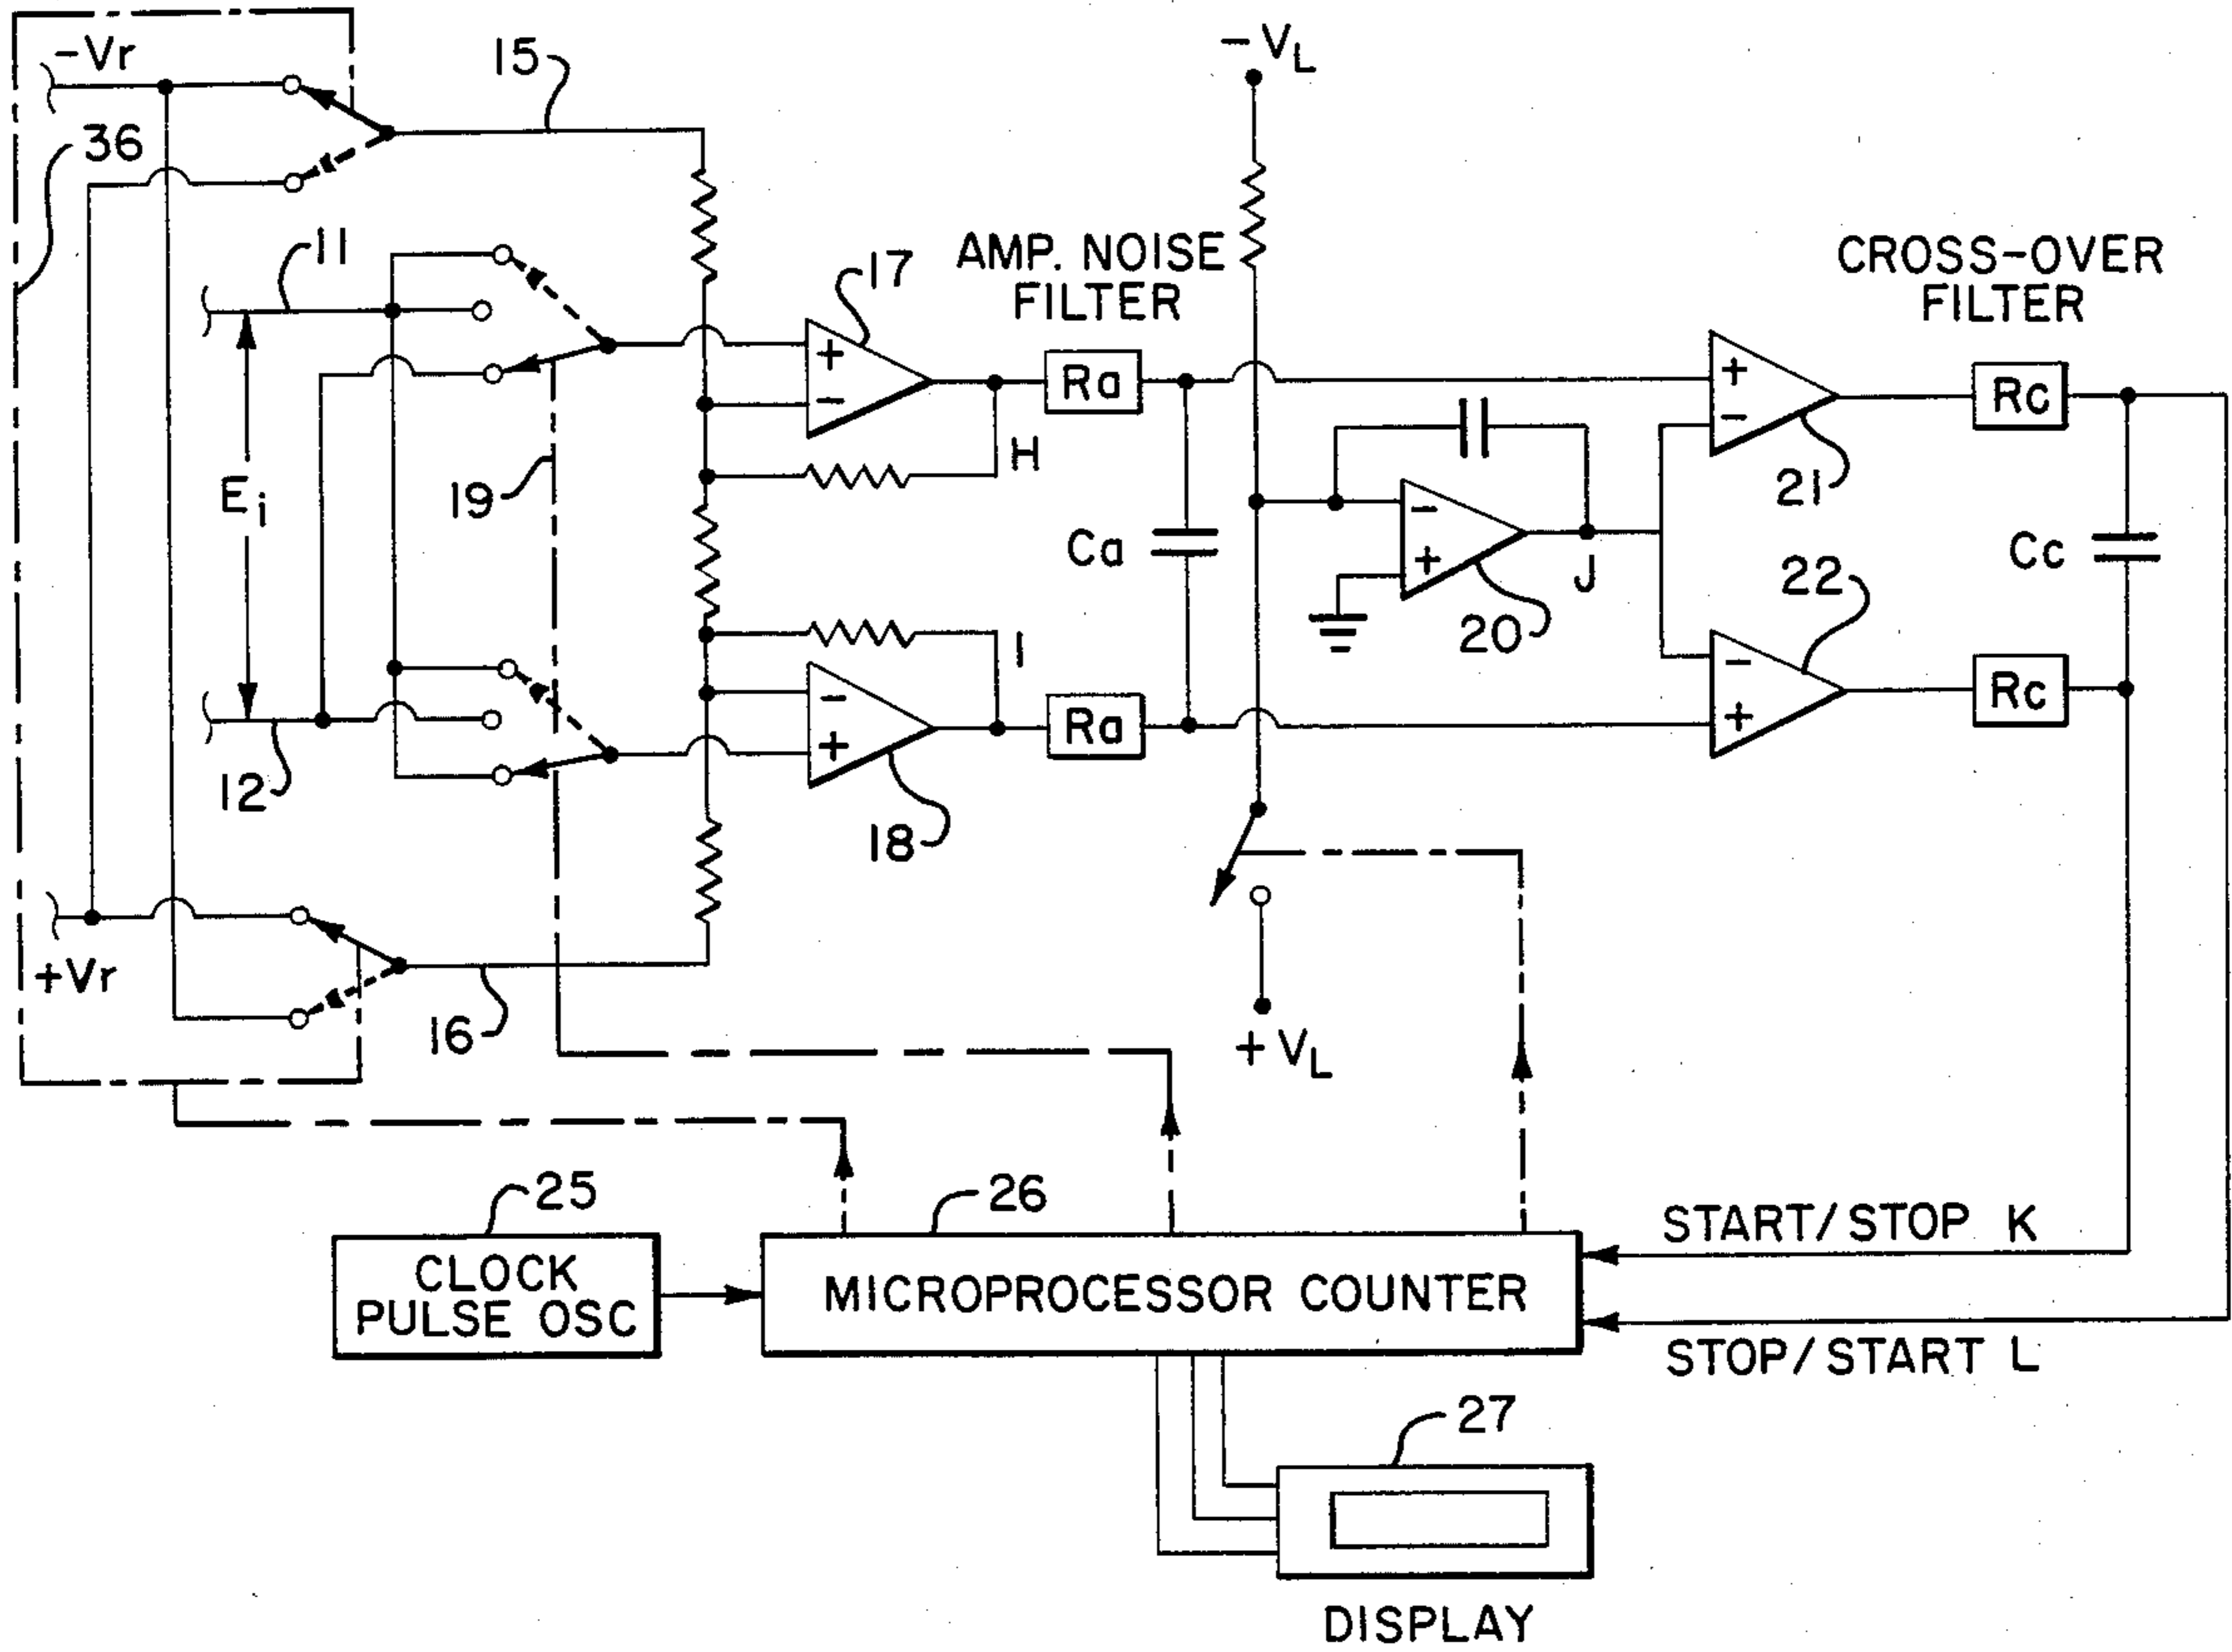 -Vr
15
-VL
36
11
AMP. NOISE
FILTER
17
CROSS-OVER
FILTER
+
-
Ra
+
-
Rc
H
21
19
Ei
Ca
-
+
J
20
Cc
22
I
-
+
Ra
-
+
Rc
12
18
+Vr
16
+VL
25
26
START/STOP K
CLOCK
PULSE OSC
MICROPROCESSOR COUNTER
STOP/START L
27
DISPLAY